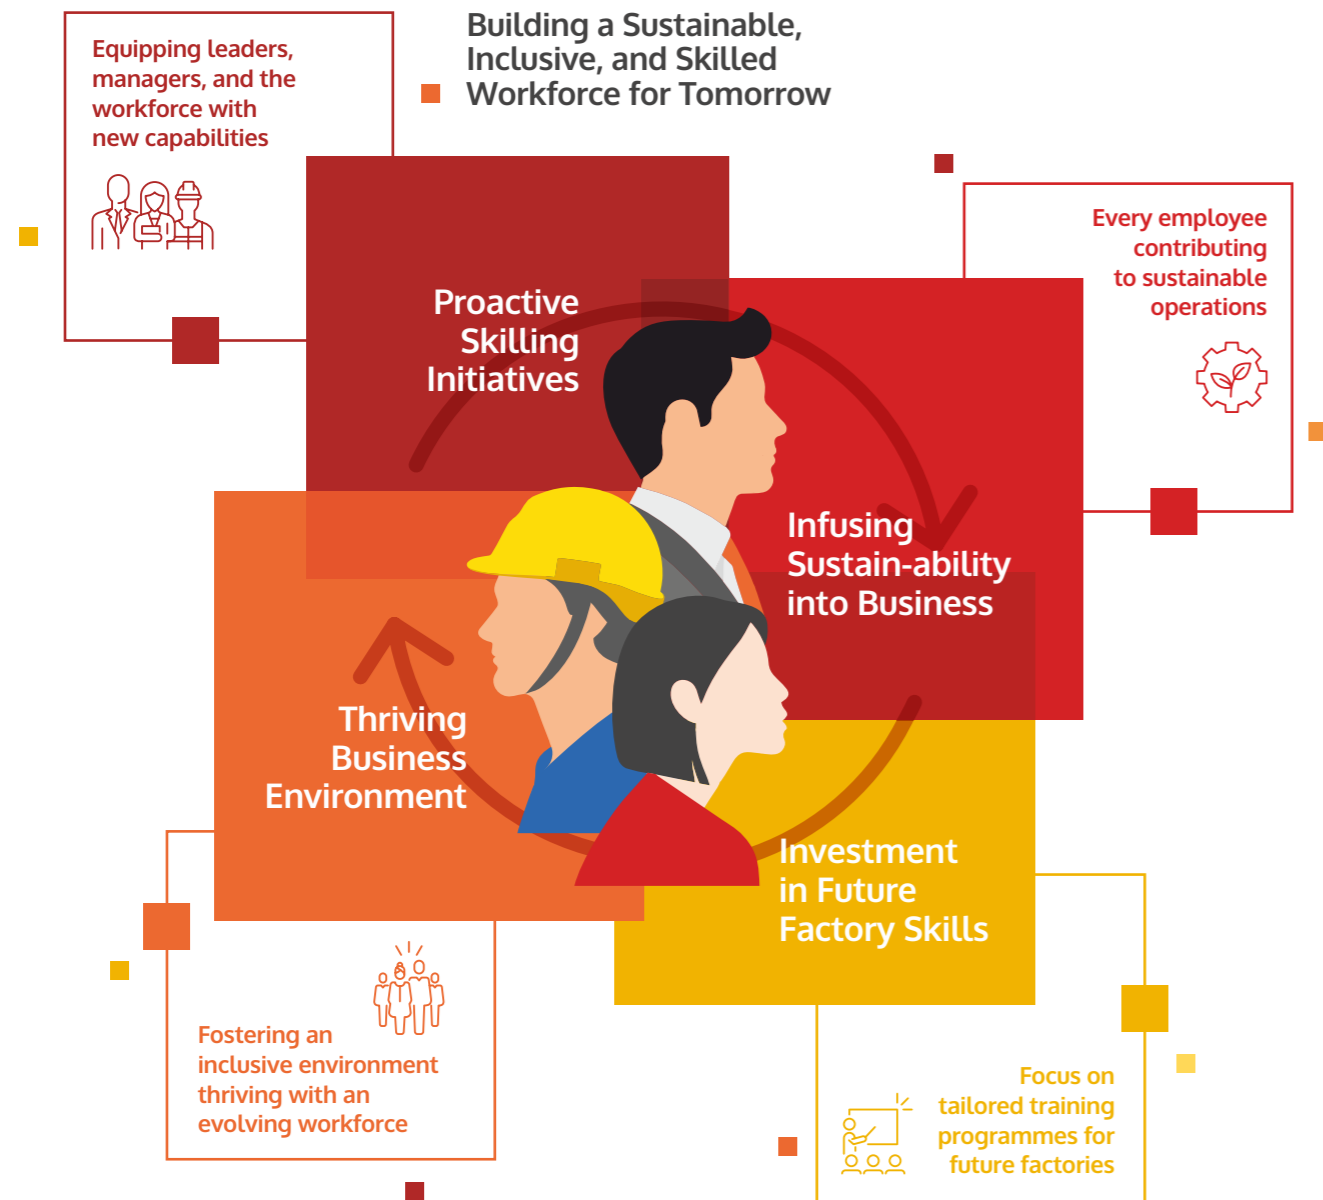 Building a Sustainable,
Inclusive, and Skilled
Workforce for Tomorrow
Equipping leaders,
managers, and the
workforce with
new capabilities
Proactive
Skilling
Initiatives
Every employee
contributing
to sustainable
operations
Infusing
Sustain-ability
into Business
Thriving
Business
Environment
Investment
in Future
Factory Skills
Fostering an
inclusive environment
thriving with an
evolving workforce
Focus on
tailored training
programmes for
future factories